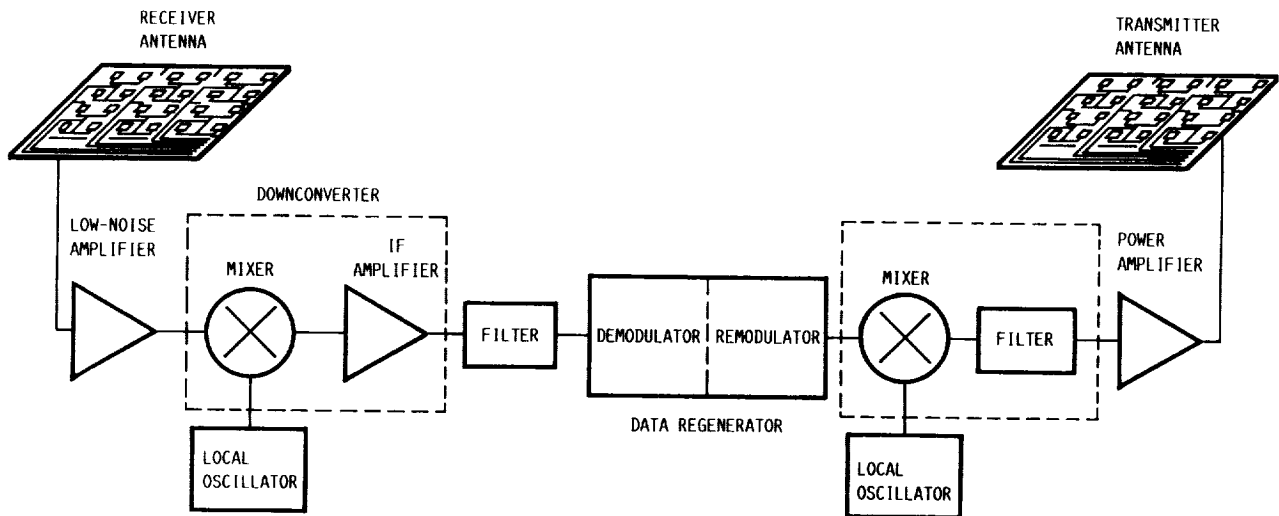 RECEIVER
ANTENNA
TRANSMITTER
ANTENNA
DOWNCONVERTER
LOW-NOISE
AMPLIFIER
MIXER
IF
AMPLIFIER
FILTER
DEMODULATOR
REMODULATOR
DATA REGENERATOR
MIXER
FILTER
POWER
AMPLIFIER
LOCAL
OSCILLATOR
LOCAL
OSCILLATOR